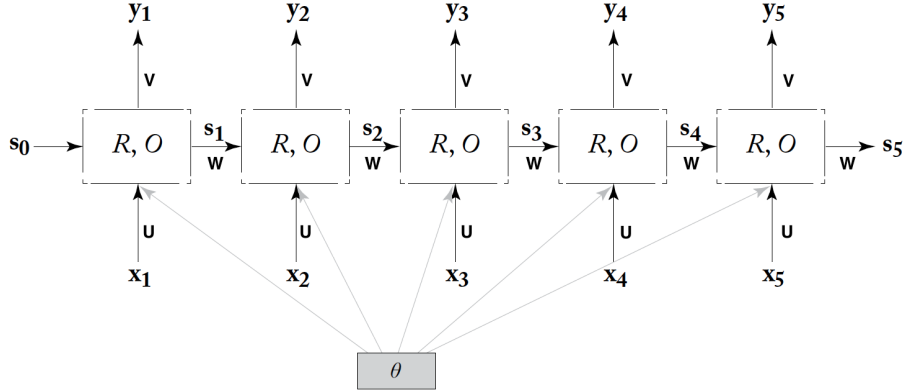 y1 y2 y3 y4 y5
V V V V V
s0 R, O s1 W R, O s2 W R, O s3 W R, O s4 W R, O W s5
U U U U U
x1 x2 x3 x4 x5
θ